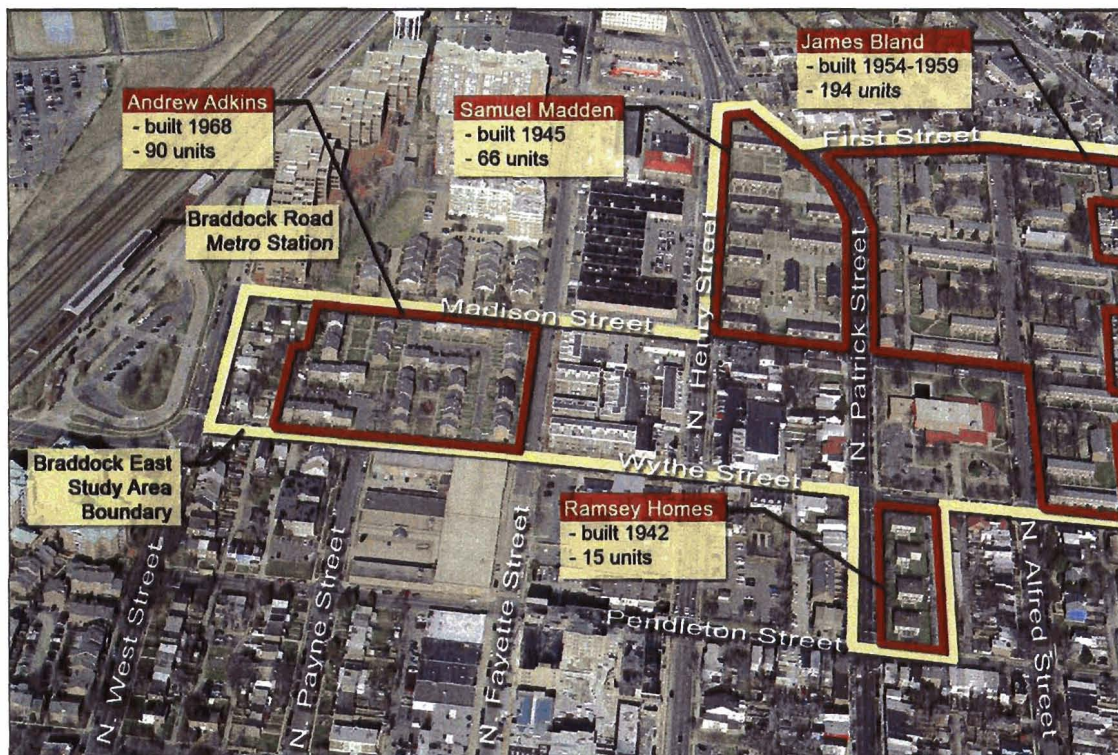 James Bland
- built 1954-1959
- 194 units
Andrew Adkins
- built 1968
- 90 units
Samuel Madden
- built 1945
- 66 units
First Street
Braddock Road
Metro Station
N Henry Street
N Patrick Street
Madison Street
Braddock East
Study Area
Boundary
Wythe Street
Ramsey Homes
- built 1942
- 15 units
N. West Street
N Payne Street
N Fayette Street
Pendleton Street
N Alfred Street